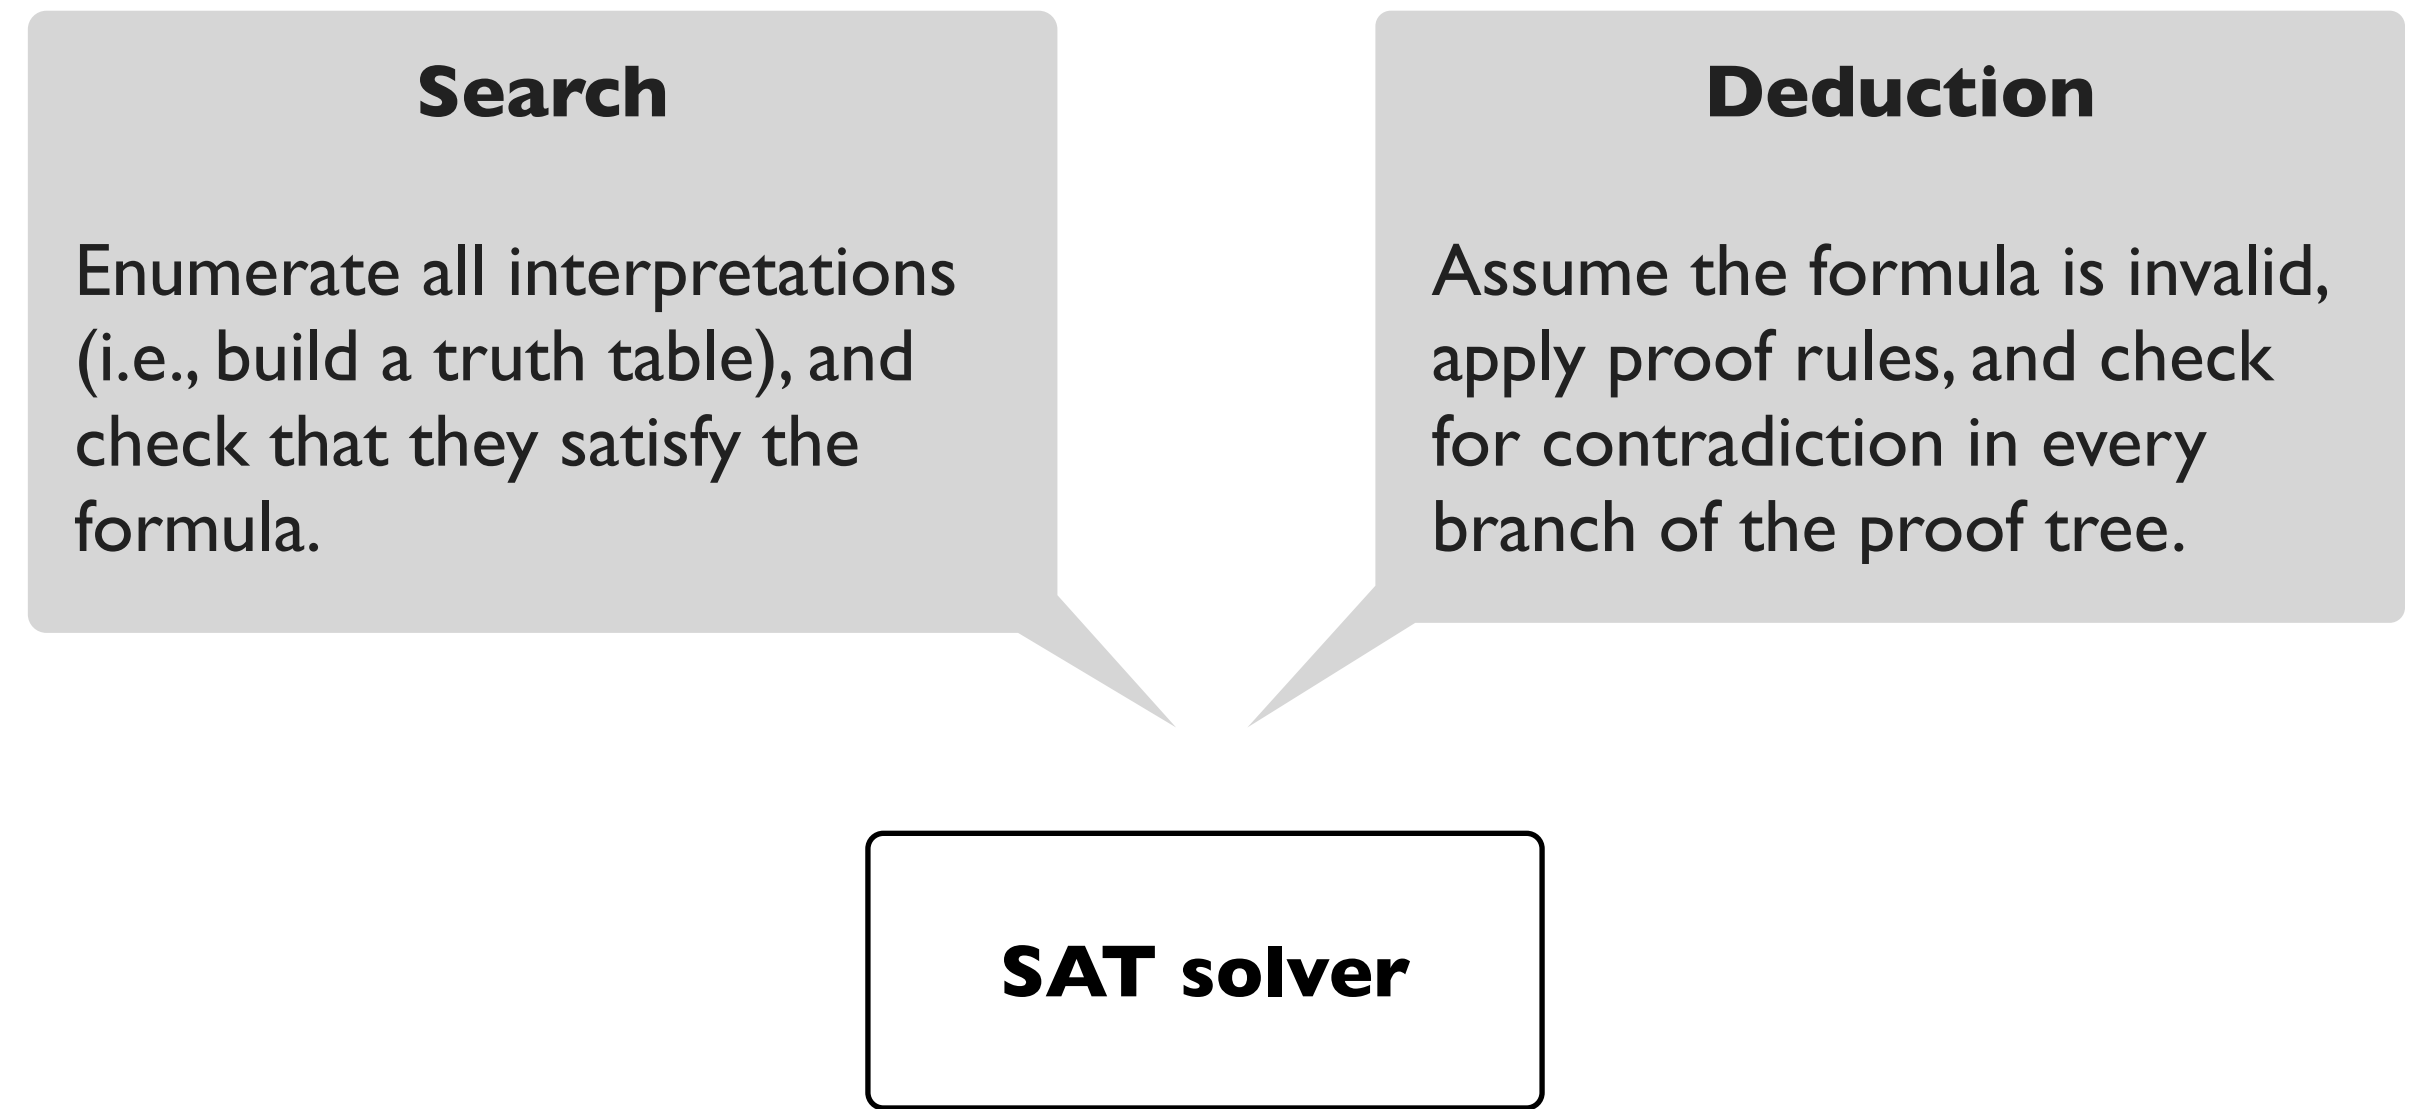 Search
Enumerate all interpretations
(i.e., build a truth table), and
check that they satisfy the
formula.
Deduction
Assume the formula is invalid,
apply proof rules, and check
for contradiction in every
branch of the proof tree.
SAT solver